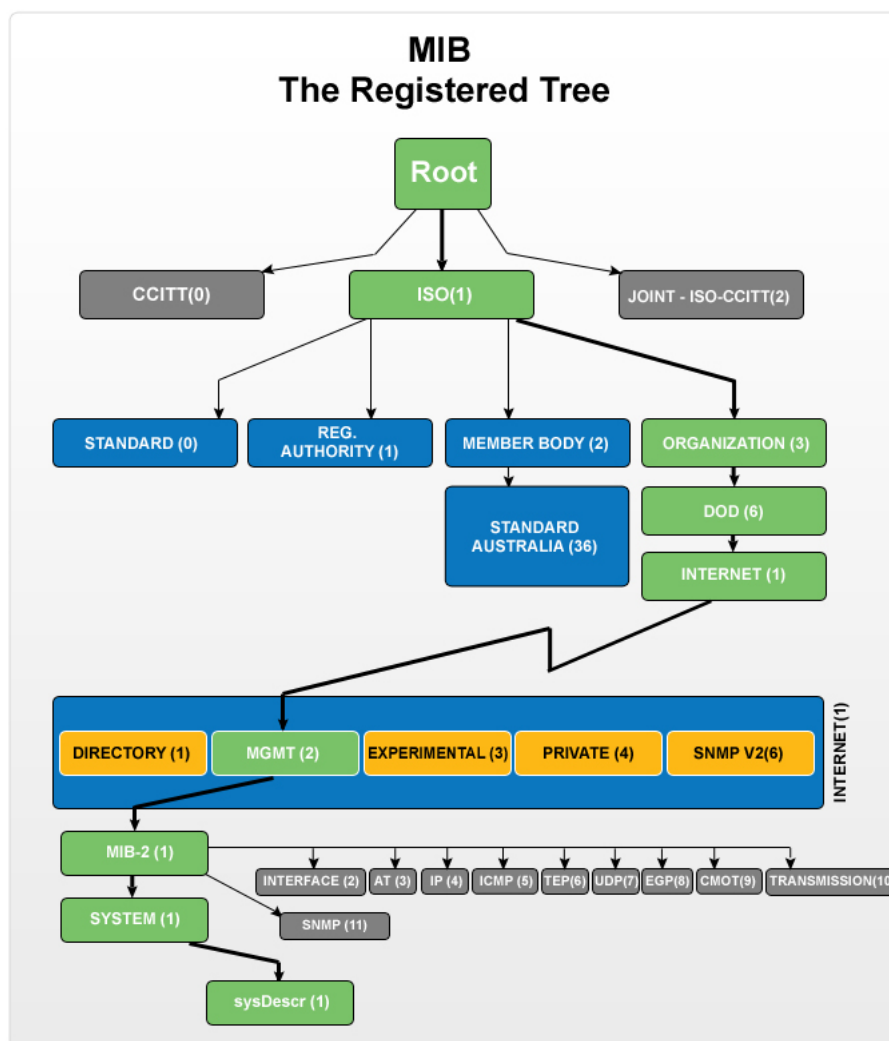 MIB
The Registered Tree
Root
CCITT(0)
ISO(1)
JOINT - ISO-CCITT(2)
STANDARD (0)
REG.
AUTHORITY (1)
MEMBER BODY (2)
ORGANIZATION (3)
STANDARD
AUSTRALIA (36)
DOD (6)
INTERNET (1)
DIRECTORY (1)
MGMT (2)
EXPERIMENTAL (3)
PRIVATE (4)
SNMP V2(6)
INTERNET(1)
MIB-2 (1)
INTERFACE (2)
AT (3)
IP (4)
ICMP (5)
TEP(6)
UDP(7)
EGP(8)
CMOT(9)
TRANSMISSION(10
SYSTEM (1)
SNMP (11)
sysDescr (1)